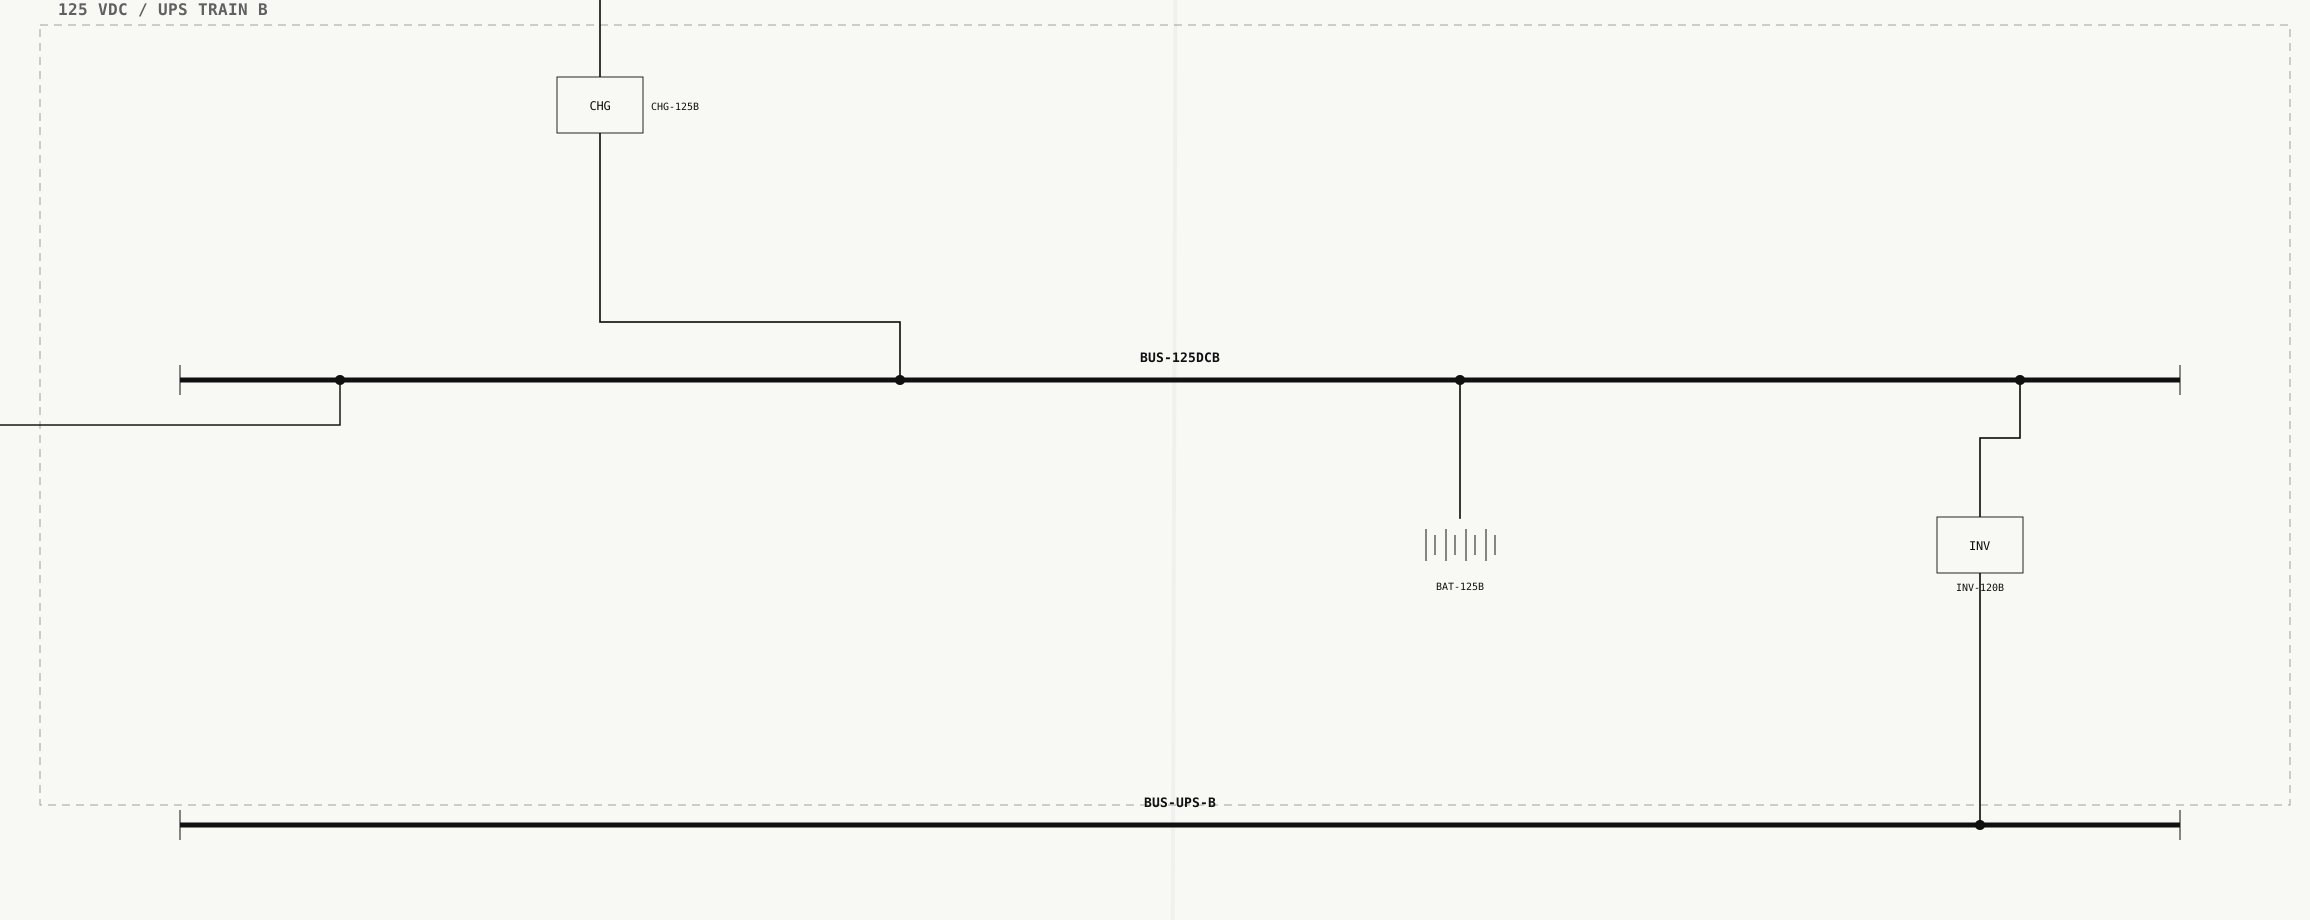 125 VDC / UPS TRAIN B
CHG
CHG-125B
BUS-125DCB
INV
BAT-125B
INV-120B
BUS-UPS-B